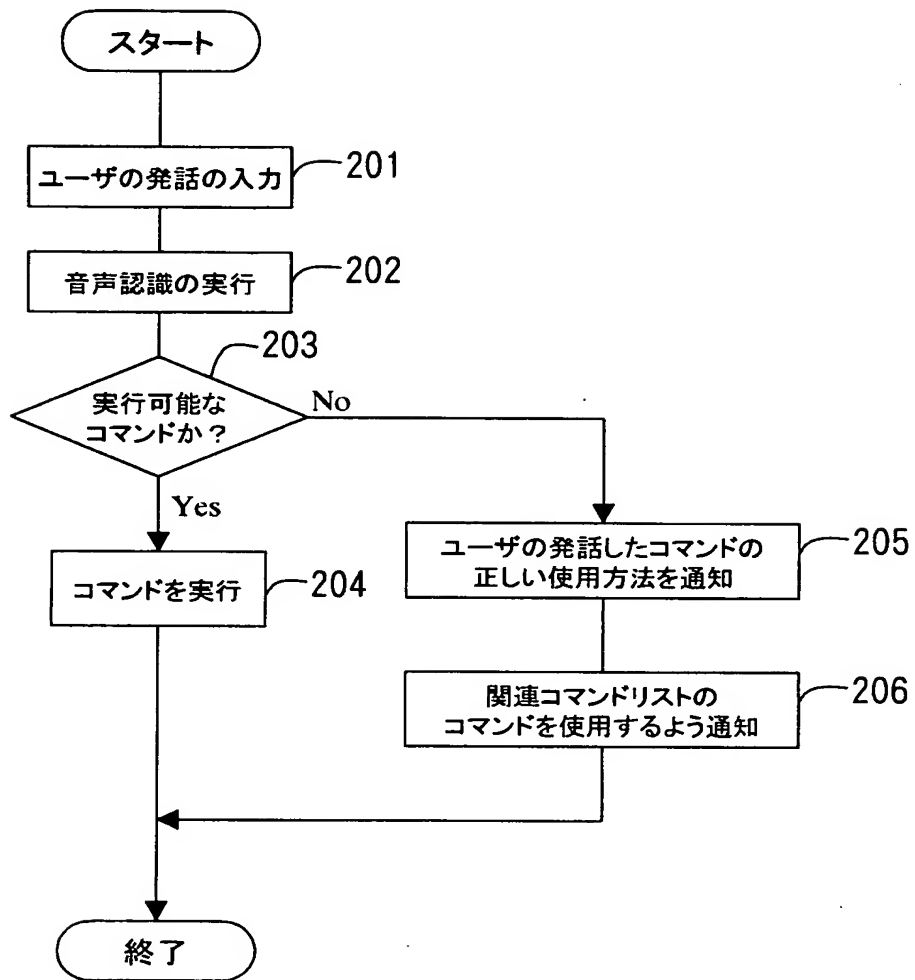 スタート
ユーザの発話の入力
201
音声認識の実行
202
203
実行可能な
コマンドか?
No
Yes
コマンドを実行
204
ユーザの発話したコマンドの
正しい使用方法を通知
205
関連コマンドリストの
コマンドを使用するよう通知
206
終了